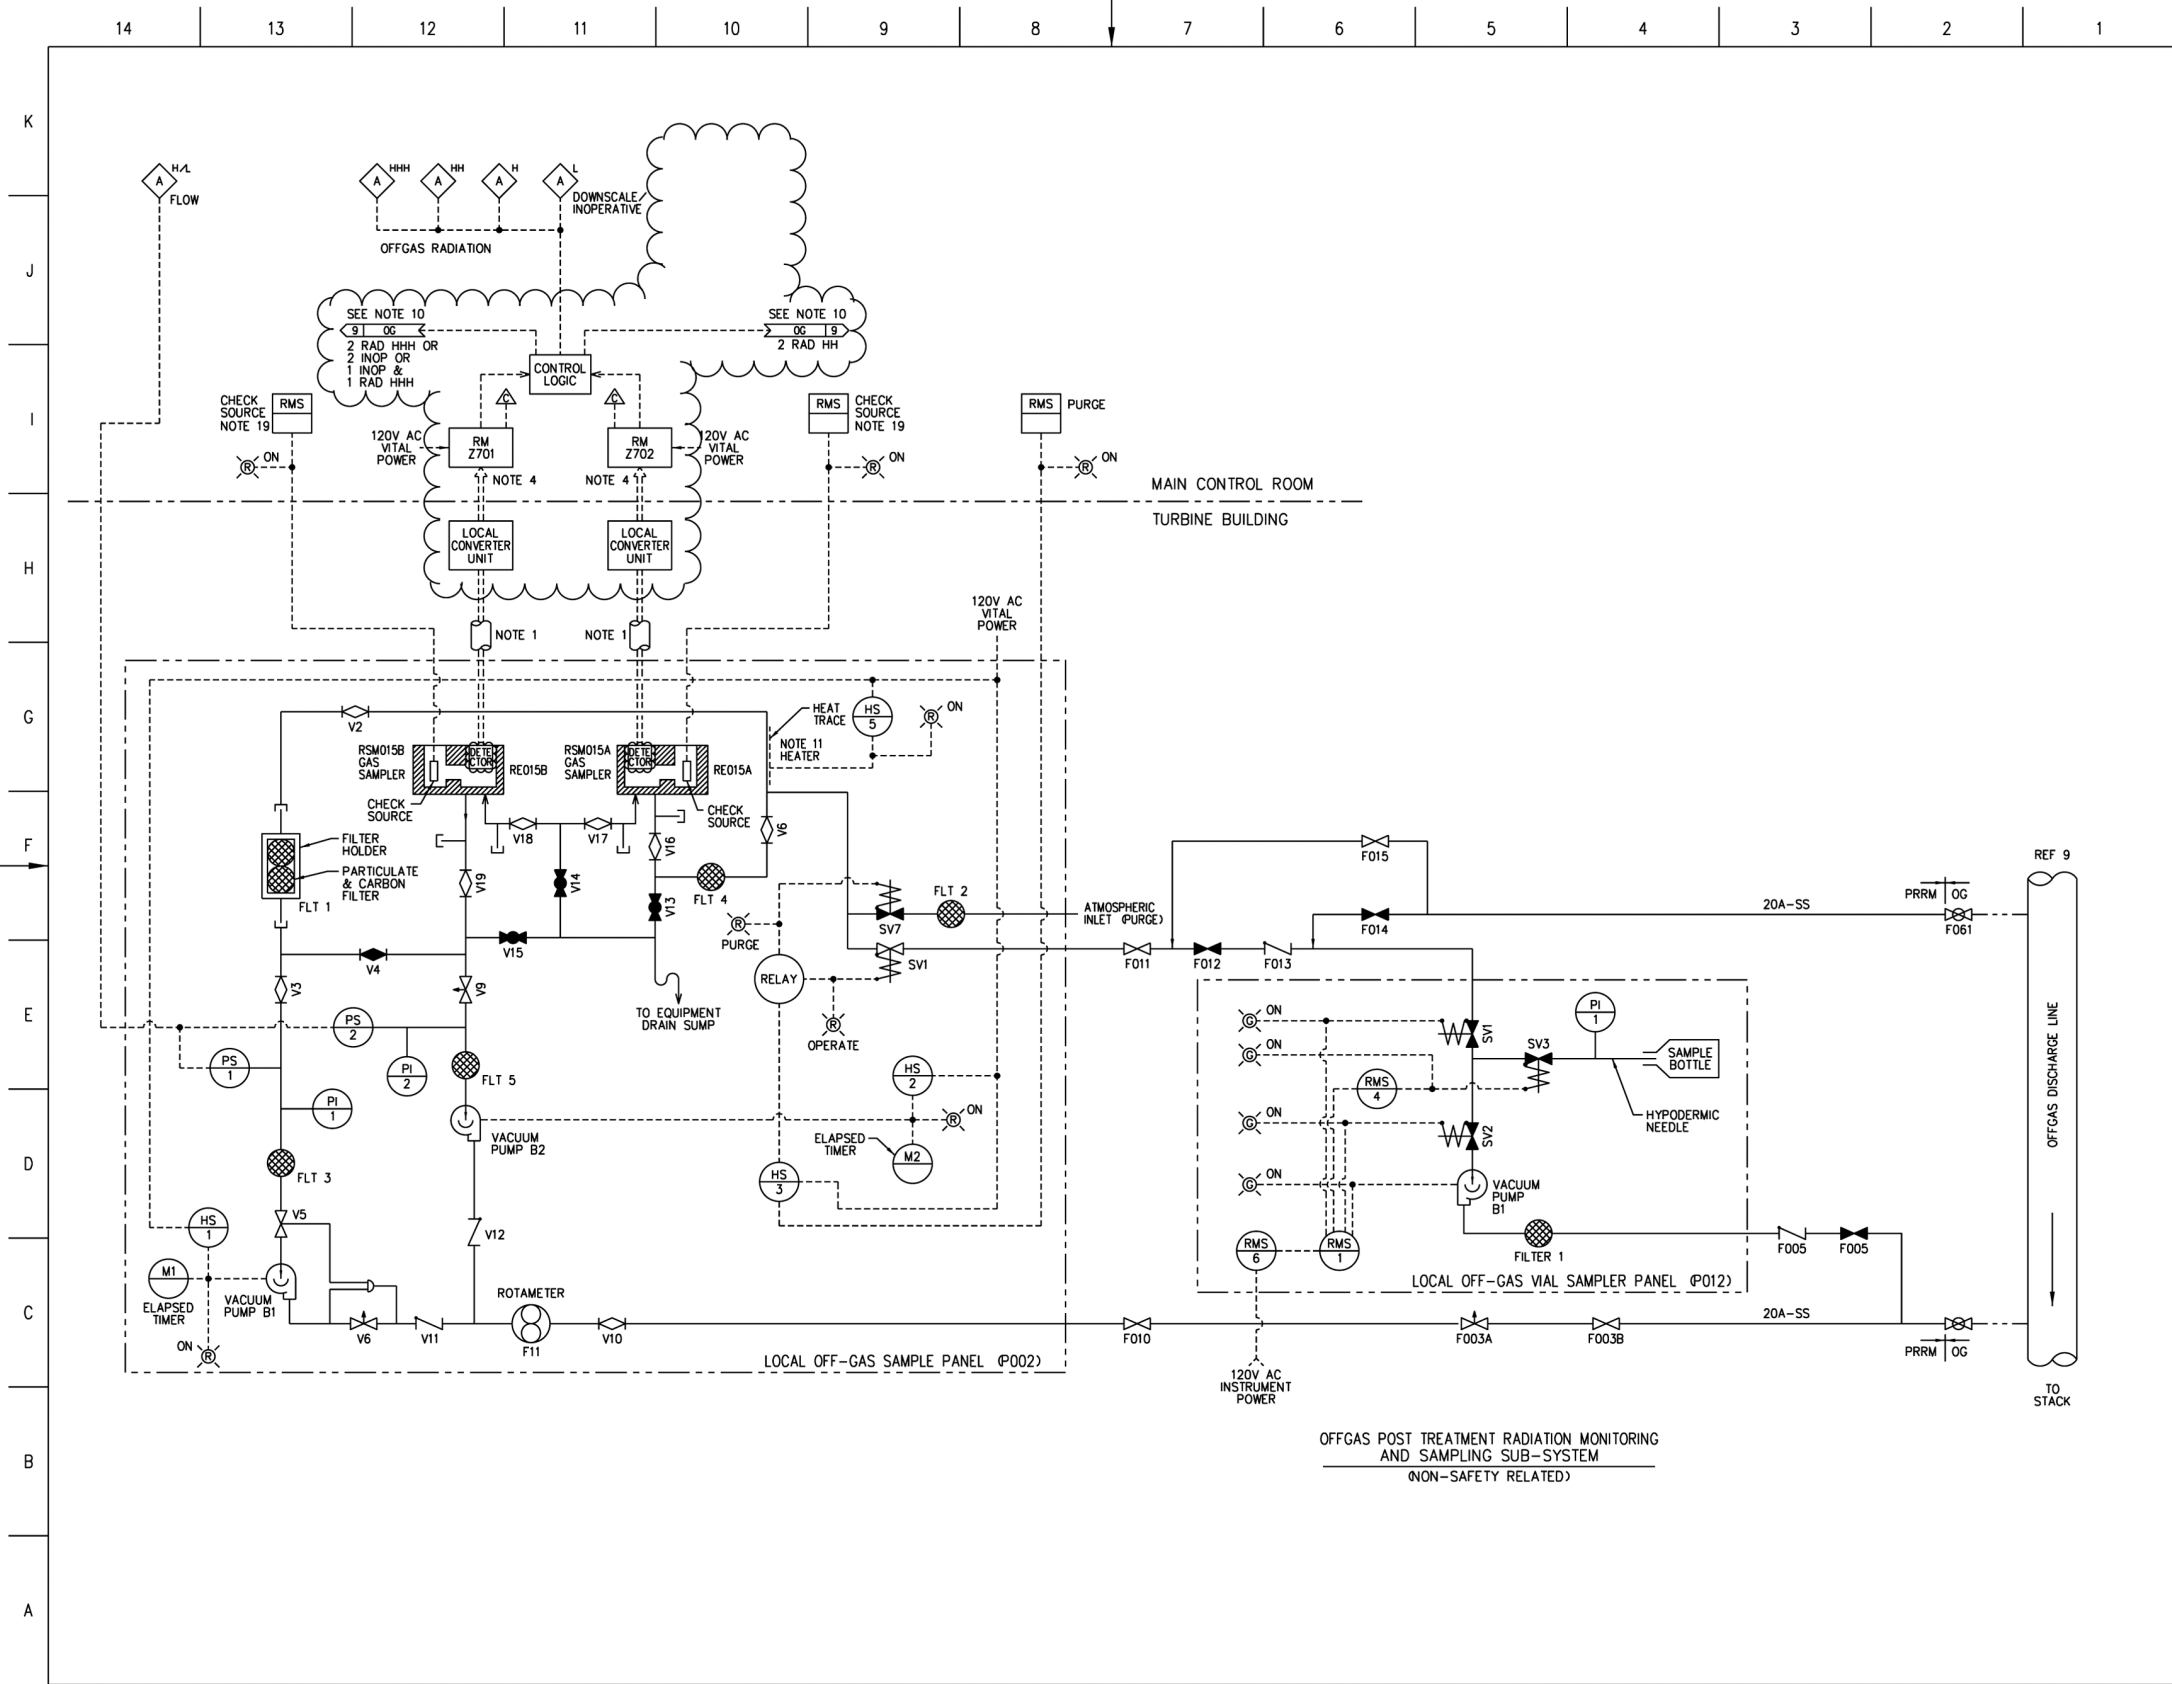 14 13 12 11 10 9 8 7 6 5 4 3 2 1
K
J
I
H
G
F
E
D
C
B
A
A H/L
FLOW
A HHH
A HH
A H
A L
DOWNSCALE/
INOPERATIVE
OFFGAS RADIATION
SEE NOTE 10
9 OG
2 RAD HHH OR
2 INOP OR
1 INOP &
1 RAD HHH
SEE NOTE 10
OG 9
2 RAD HH
CONTROL
LOGIC
C
C
CHECK
SOURCE
NOTE 19
RMS
R ON
120V AC
VITAL
POWER
RM
Z701
NOTE 4
RM
Z702
NOTE 4
120V AC
VITAL
POWER
RMS
CHECK
SOURCE
NOTE 19
R ON
RMS
PURGE
R ON
MAIN CONTROL ROOM
TURBINE BUILDING
LOCAL
CONVERTER
UNIT
LOCAL
CONVERTER
UNIT
NOTE 1
NOTE 1
120V AC
VITAL
POWER
V2
HEAT
TRACE
HS
5
R ON
NOTE 11
HEATER
RSM015B
GAS
SAMPLER
DETE
CTOR
RE015B
RSM015A
GAS
SAMPLER
DETE
CTOR
RE015A
CHECK
SOURCE
CHECK
SOURCE
V18
V17
V16
V6
FILTER
HOLDER
PARTICULATE
& CARBON
FILTER
FLT 1
V19
V14
V13
FLT 4
FLT 2
ATMOSPHERIC
INLET (PURGE)
SV7
R
PURGE
V4
V15
V3
V9
RELAY
SV1
R
OPERATE
TO EQUIPMENT
DRAIN SUMP
PS
2
PS
1
PI
2
PI
1
FLT 5
HS
2
R ON
VACUUM
PUMP B2
ELAPSED
TIMER
M2
HS
3
FLT 3
V5
HS
1
V12
M1
ELAPSED
TIMER
VACUUM
PUMP B1
ON R
ROTAMETER
V6
V11
F11
V10
LOCAL OFF-GAS SAMPLE PANEL (P002)
F015
F014
F011
F012
F013
20A-SS
PRRM OG
F061
REF 9
OFFGAS DISCHARGE LINE
TO
STACK
G ON
G
SV1
SV3
PI
1
SAMPLE
BOTTLE
RMS
4
HYPODERMIC
NEEDLE
G ON
SV2
G ON
VACUUM
PUMP
B1
RMS
6
RMS
1
FILTER 1
F005
F005
LOCAL OFF-GAS VIAL SAMPLER PANEL (P012)
F010
F003A
F003B
20A-SS
PRRM OG
120V AC
INSTRUMENT
POWER
OFFGAS POST TREATMENT RADIATION MONITORING
AND SAMPLING SUB-SYSTEM
(NON-SAFETY RELATED)